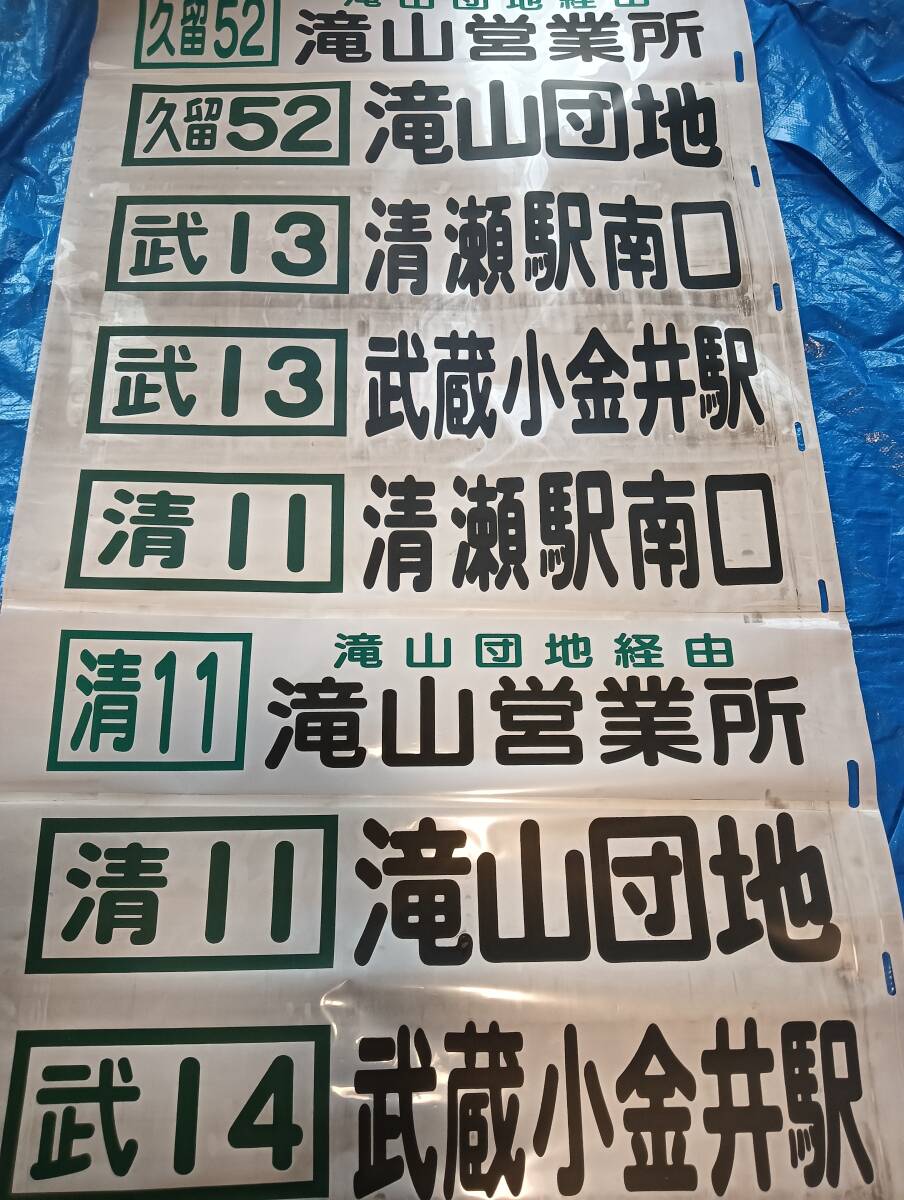 滝山団地経由
久留52 滝山営業所
久留52 滝山団地
武13 清瀬駅南口
武13 武蔵小金井駅
清11 清瀬駅南口
滝山団地経由
清11 滝山営業所
清11 滝山団地
武14 武蔵小金井駅